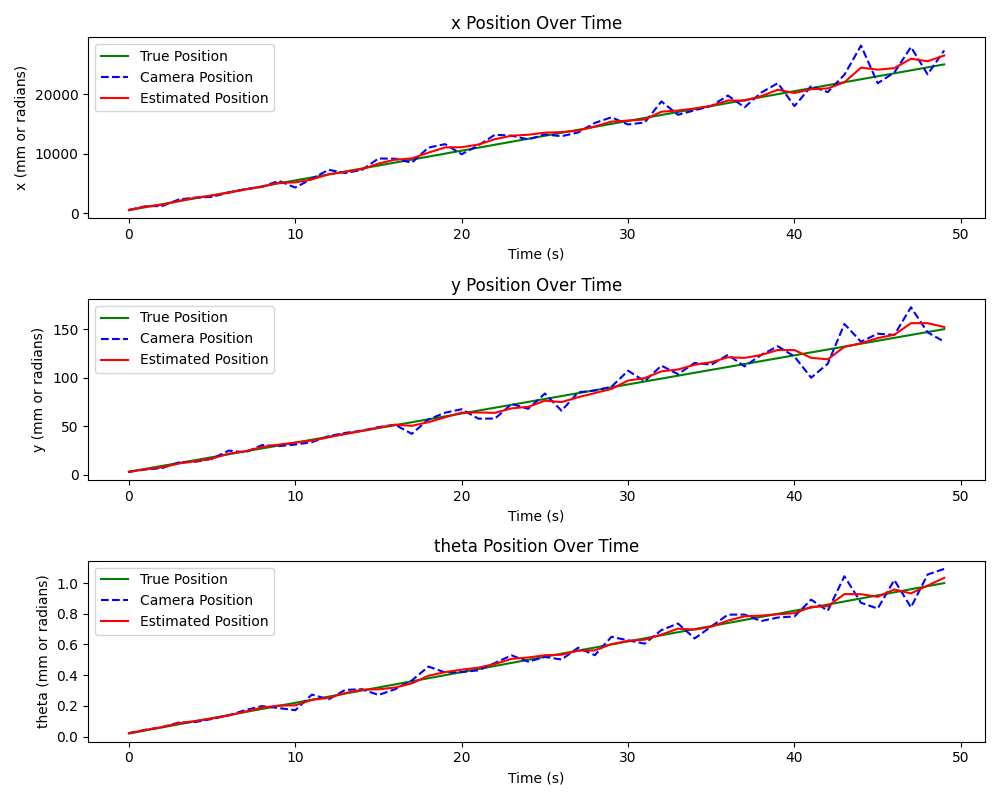 x Position Over Time
True Position
Camera Position
Estimated Position
x (mm or radians)
20000
10000
0
0 10 20 30 40 50
Time (s)
y Position Over Time
True Position
Camera Position
Estimated Position
y (mm or radians)
150
100
50
0
0 10 20 30 40 50
Time (s)
theta Position Over Time
True Position
Camera Position
Estimated Position
theta (mm or radians)
1.0
0.8
0.6
0.4
0.2
0.0
0 10 20 30 40 50
Time (s)